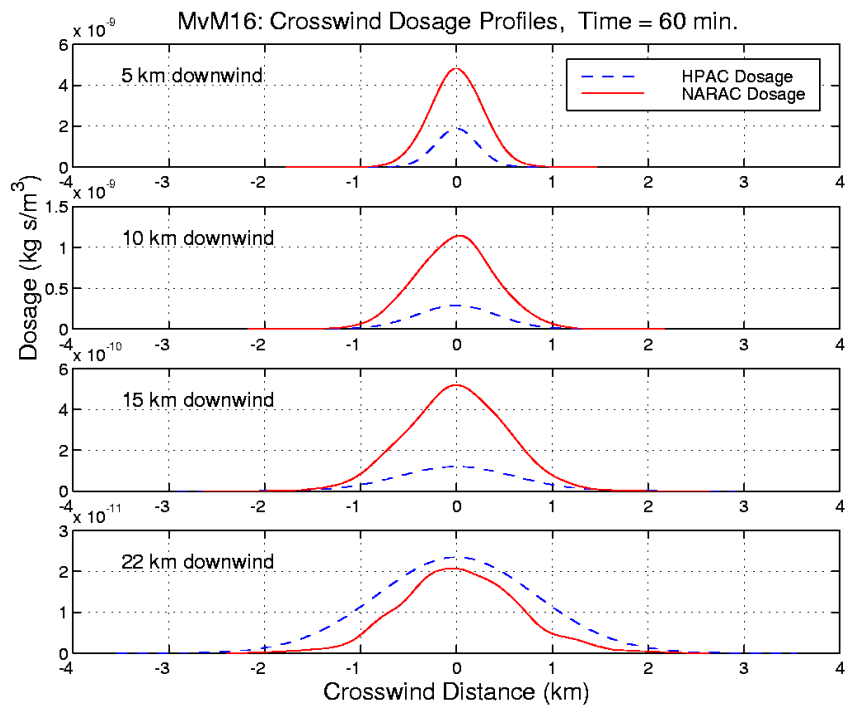 MvM16: Crosswind Dosage Profiles, Time = 60 min.
x 10^-9
6
4
2
0
5 km downwind
HPAC Dosage
NARAC Dosage
-4 -3 -2 -1 0 1 2 3 4
x 10^-9
1.5
1
0.5
0
10 km downwind
-4 -3 -2 -1 0 1 2 3 4
x 10^-10
6
4
2
0
15 km downwind
-4 -3 -2 -1 0 1 2 3 4
x 10^-11
3
2
1
0
22 km downwind
-4 -3 -2 -1 0 1 2 3 4
Crosswind Distance (km)
Dosage (kg s/m³)